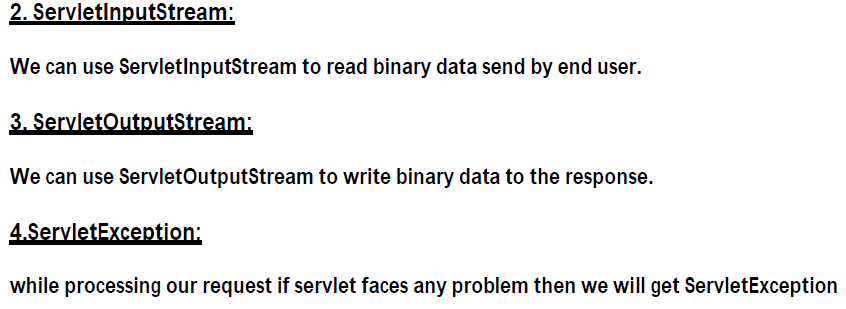 2. ServletInputStream:
We can use ServletInputStream to read binary data send by end user.
3. ServletOutputStream:
We can use ServletOutputStream to write binary data to the response.
4.ServletException:
while processing our request if servlet faces any problem then we will get ServletException